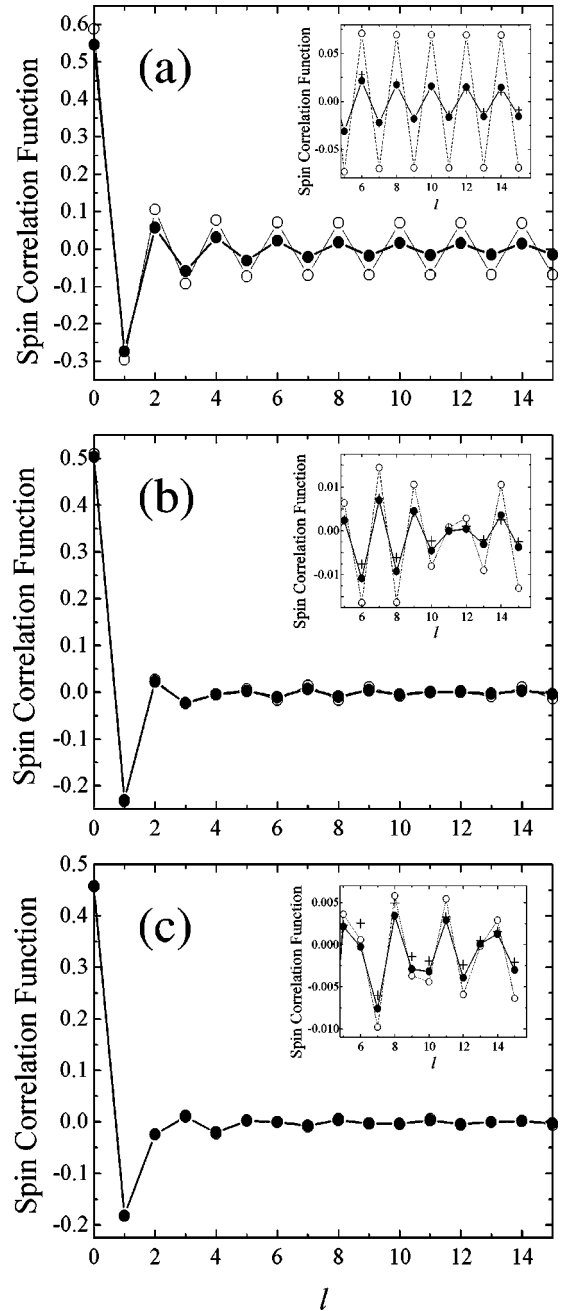 (a)
Spin Correlation Function
0.6
0.5
0.4
0.3
0.2
0.1
0.0
-0.1
-0.2
-0.3
0 2 4 6 8 10 12 14
Spin Correlation Function
0.05
0.00
-0.05
6 8 10 12 14
l
(b)
Spin Correlation Function
0.5
0.4
0.3
0.2
0.1
0.0
-0.1
-0.2
0 2 4 6 8 10 12 14
Spin Correlation Function
0.01
0.00
-0.01
6 8 10 12 14
l
(c)
Spin Correlation Function
0.5
0.4
0.3
0.2
0.1
0.0
-0.1
-0.2
0 2 4 6 8 10 12 14
Spin Correlation Function
0.005
0.000
-0.005
-0.010
6 8 10 12 14
l
l